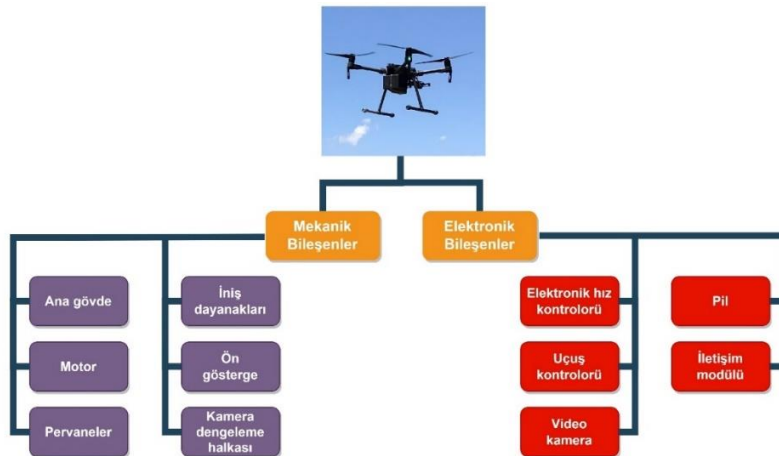 Mekanik
Bileşenler
Elektronik
Bileşenler
Ana gövde
Motor
Pervaneler
İniş
dayanakları
Ön
gösterge
Kamera
dengeleme
halkası
Elektronik hız
kontrolorü
Uçuş
kontrolorü
Video
kamera
Pil
İletişim
modülü